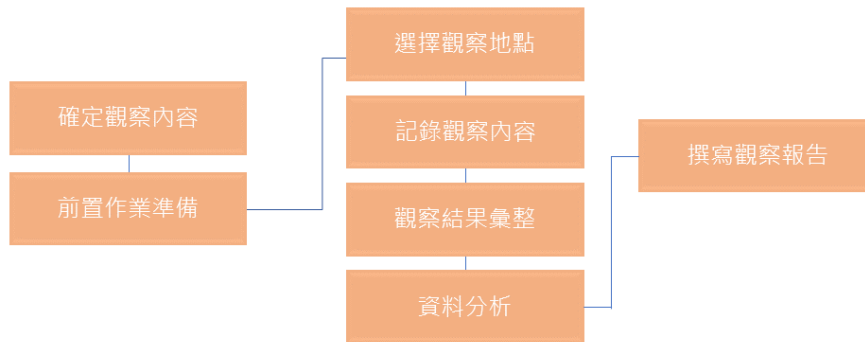 確定觀察內容
前置作業準備
選擇觀察地點
記錄觀察內容
觀察結果彙整
資料分析
撰寫觀察報告